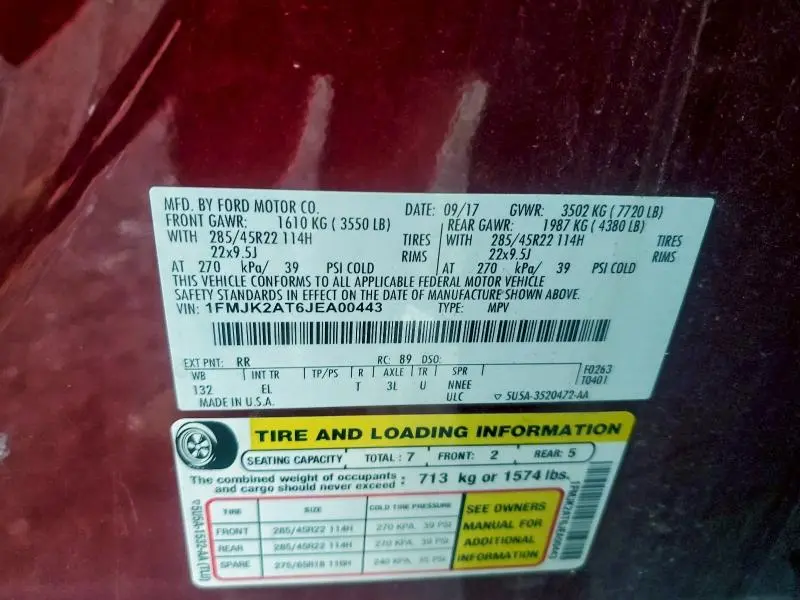 MFD. BY FORD MOTOR CO. DATE: 09/17 GVWR: 3502 KG ( 7720 LB)
FRONT GAWR: 1610 KG ( 3550 LB) REAR GAWR: 1987 KG ( 4380 LB)
WITH 285/45R22 114H TIRES WITH 285/45R22 114H TIRES
22x9.5J RIMS 22x9.5J RIMS
AT 270 kPa/ 39 PSI COLD AT 270 kPa/ 39 PSI COLD
THIS VEHICLE CONFORMS TO ALL APPLICABLE FEDERAL MOTOR VEHICLE
SAFETY STANDARDS IN EFFECT ON THE DATE OF MANUFACTURE SHOWN ABOVE.
VIN: 1FMJK2AT6JEA00443 TYPE: MPV
EXT PNT: RR RC: 89 DSO:
WB INT TR TP/PS R AXLE TR SPR F0263
132 EL T 3L U NNEE T0401
MADE IN U.S.A. ULC 5U5A-3520472-AA
TIRE AND LOADING INFORMATION
SEATING CAPACITY TOTAL : 7 FRONT: 2 REAR: 5
The combined weight of occupants
and cargo should never exceed : 713 kg or 1574 lbs.
TIRE SIZE COLD TIRE PRESSURE
FRONT 285/45R22 114H 270 KPA, 39 PSI
REAR 285/45R22 114H 270 KPA, 39 PSI
SPARE 275/65R18 116H 240 KPA, 35 PSI
SEE OWNERS
MANUAL FOR
ADDITIONAL
INFORMATION
5U5A-1532-AA (TLU)
1FMJK2AT6JEA00443